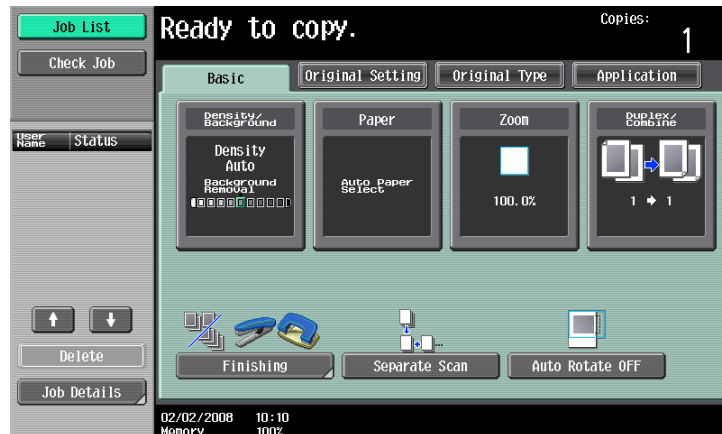 Job List
Check Job
User Name
Status
Delete
Job Details
Ready to copy.
Copies:
1
Basic
Original Setting
Original Type
Application
Density/
Background
Density
Auto
Background
Removal
Paper
Auto Paper
Select
Zoom
100.0%
Duplex/
Combine
1 → 1
Finishing
Separate Scan
Auto Rotate OFF
02/02/2008 10:10
Memory 100%